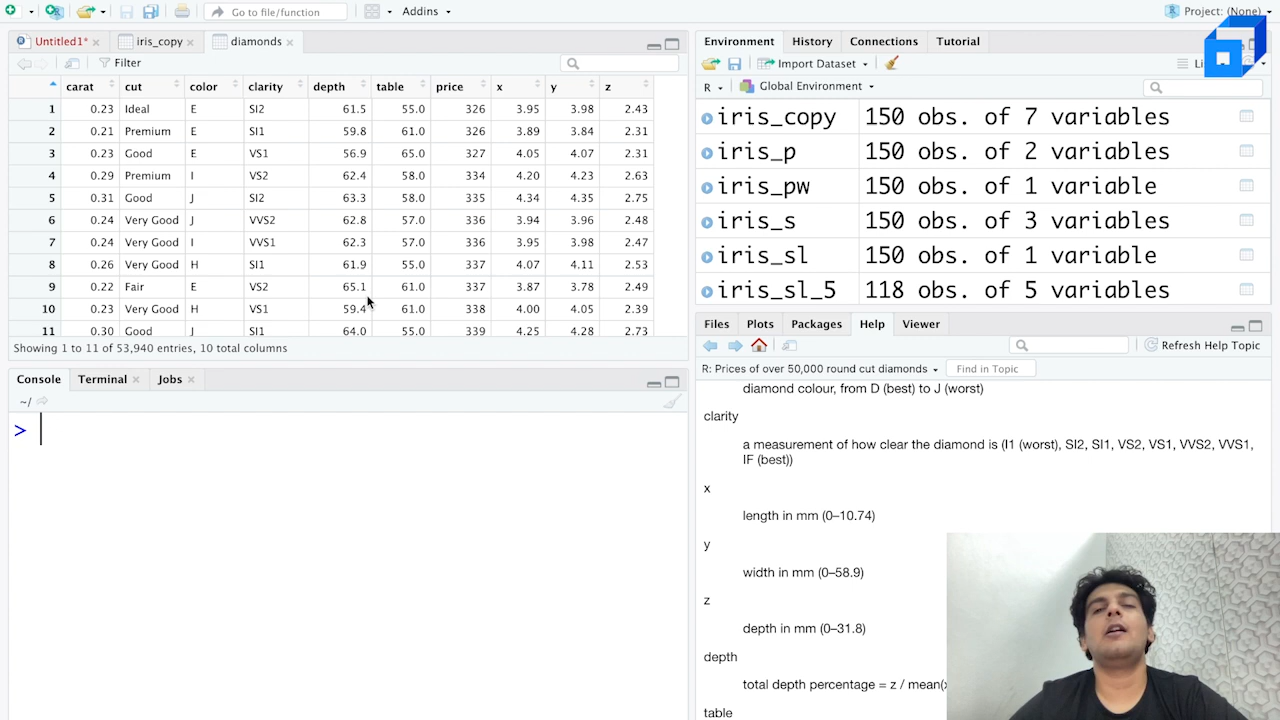 Go to file/function
Addins
Project: (None)
Untitled1*
iris_copy
diamonds
Filter
carat cut color clarity depth table price x y z
1 0.23 Ideal E SI2 61.5 55.0 326 3.95 3.98 2.43
2 0.21 Premium E SI1 59.8 61.0 326 3.89 3.84 2.31
3 0.23 Good E VS1 56.9 65.0 327 4.05 4.07 2.31
4 0.29 Premium I VS2 62.4 58.0 334 4.20 4.23 2.63
5 0.31 Good J SI2 63.3 58.0 335 4.34 4.35 2.75
6 0.24 Very Good J VVS2 62.8 57.0 336 3.94 3.96 2.48
7 0.24 Very Good I VVS1 62.3 57.0 336 3.95 3.98 2.47
8 0.26 Very Good H SI1 61.9 55.0 337 4.07 4.11 2.53
9 0.22 Fair E VS2 65.1 61.0 337 3.87 3.78 2.49
10 0.23 Very Good H VS1 59.4 61.0 338 4.00 4.05 2.39
11 0.30 Good J SI1 64.0 55.0 339 4.25 4.28 2.73
Showing 1 to 11 of 53,940 entries, 10 total columns
Console Terminal Jobs
~/
>
Environment History Connections Tutorial
Import Dataset
R Global Environment
iris_copy 150 obs. of 7 variables
iris_p 150 obs. of 2 variables
iris_pw 150 obs. of 1 variable
iris_s 150 obs. of 3 variables
iris_sl 150 obs. of 1 variable
iris_sl_5 118 obs. of 5 variables
Files Plots Packages Help Viewer
Refresh Help Topic
R: Prices of over 50,000 round cut diamonds Find in Topic
diamond colour, from D (best) to J (worst)
clarity
a measurement of how clear the diamond is (I1 (worst), SI2, SI1, VS2, VS1, VVS2, VVS1,
IF (best))
x
length in mm (0–10.74)
y
width in mm (0–58.9)
z
depth in mm (0–31.8)
depth
total depth percentage = z / mean(
table